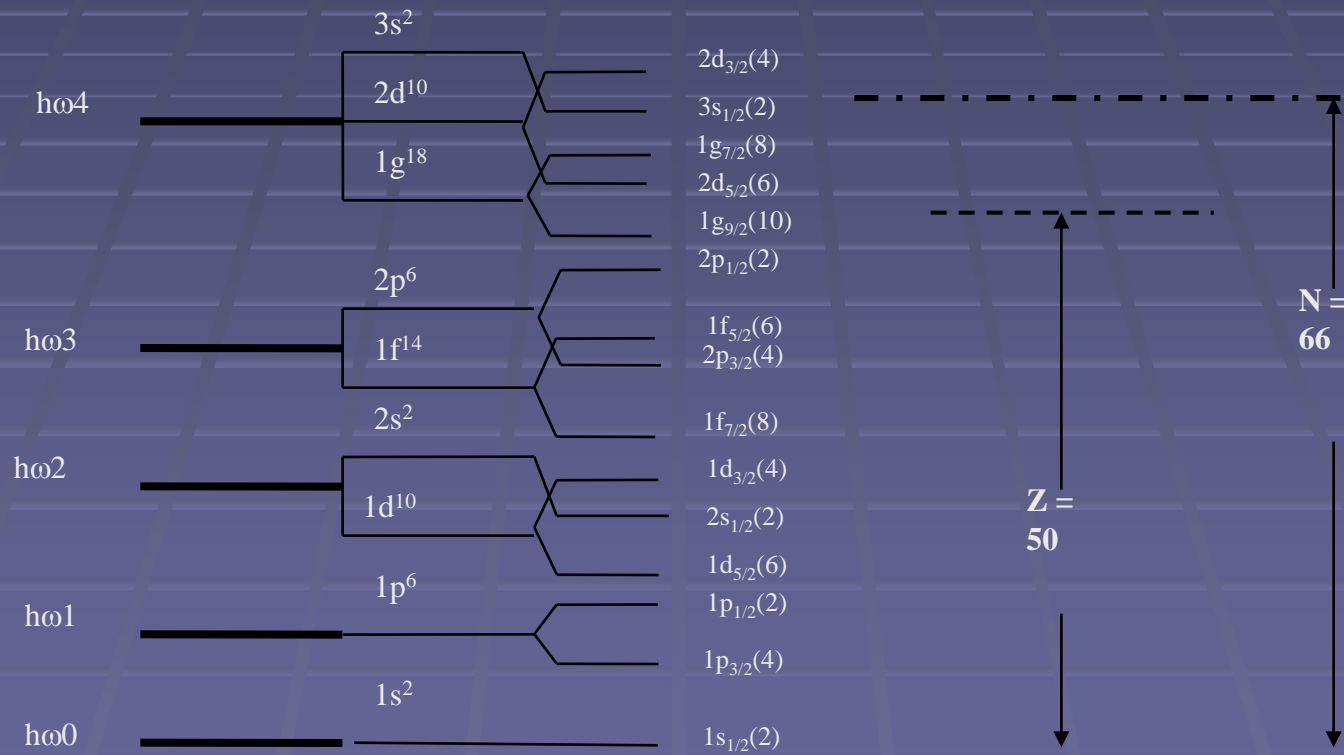 3s²
2d₃/₂(4)
hω4
2d¹⁰
3s₁/₂(2)
1g₇/₂(8)
1g¹⁸
2d₅/₂(6)
1g₉/₂(10)
2p₁/₂(2)
2p⁶
N =
66
hω3
1f¹⁴
1f₅/₂(6)
2p₃/₂(4)
2s²
1f₇/₂(8)
hω2
1d₃/₂(4)
1d¹⁰
Z =
50
2s₁/₂(2)
1d₅/₂(6)
1p⁶
1p₁/₂(2)
hω1
1p₃/₂(4)
1s²
hω0
1s₁/₂(2)